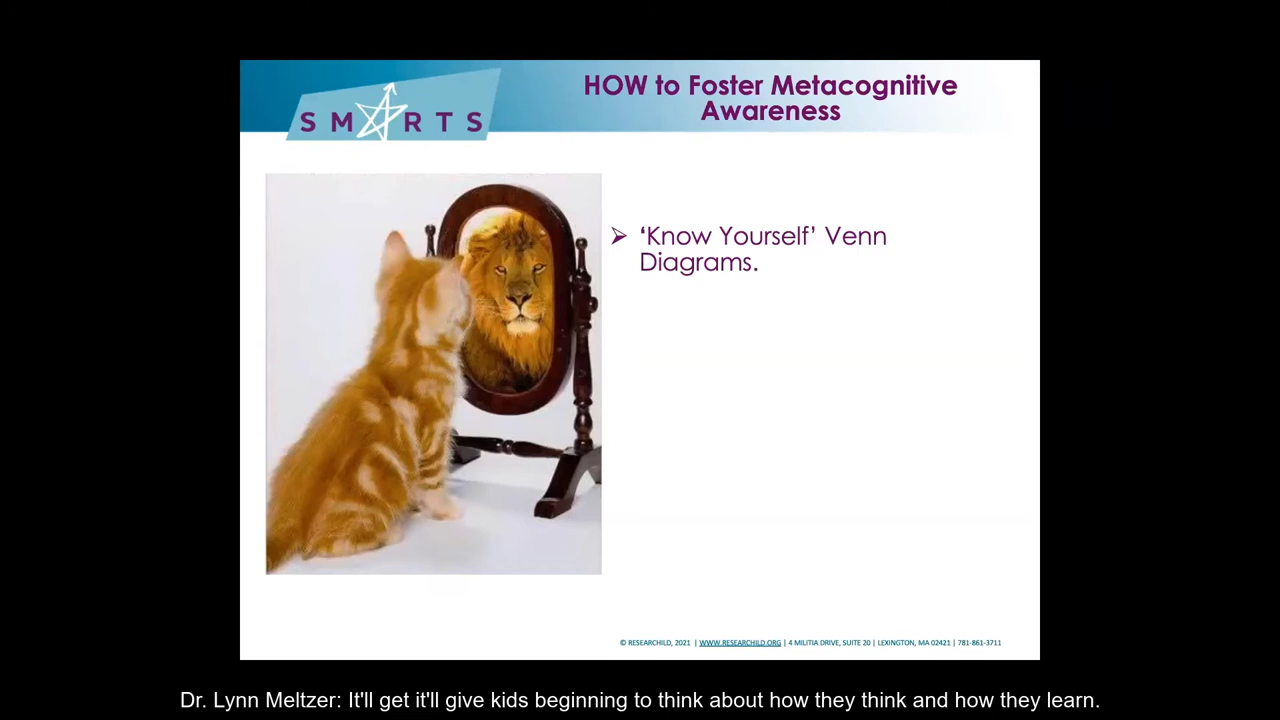 HOW to Foster Metacognitive
Awareness
SMARTS
➢ ‘Know Yourself’ Venn
Diagrams.
© RESEARCHILD, 2021 | WWW.RESEARCHILD.ORG | 4 MILITIA DRIVE, SUITE 20 | LEXINGTON, MA 02421 | 781-861-3711
Dr. Lynn Meltzer: It'll get it'll give kids beginning to think about how they think and how they learn.